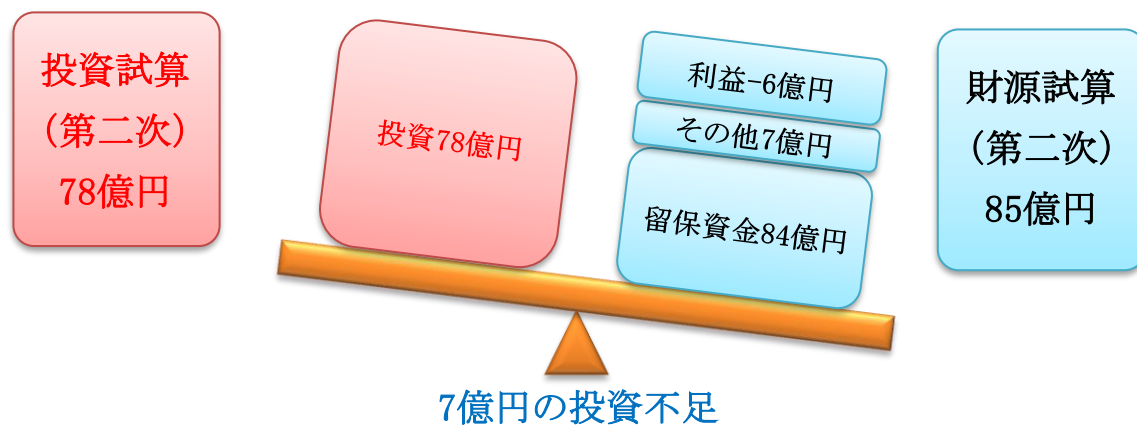 投資試算
(第二次)
78億円
投資78億円
利益-6億円
その他7億円
留保資金84億円
財源試算
(第二次)
85億円
7億円の投資不足